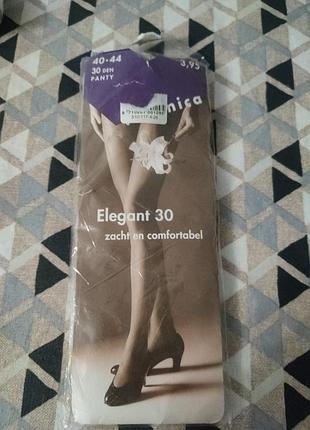 40-44
30 DEN
PANTY
3,95
nica
Elegant 30
zacht en comfortabel